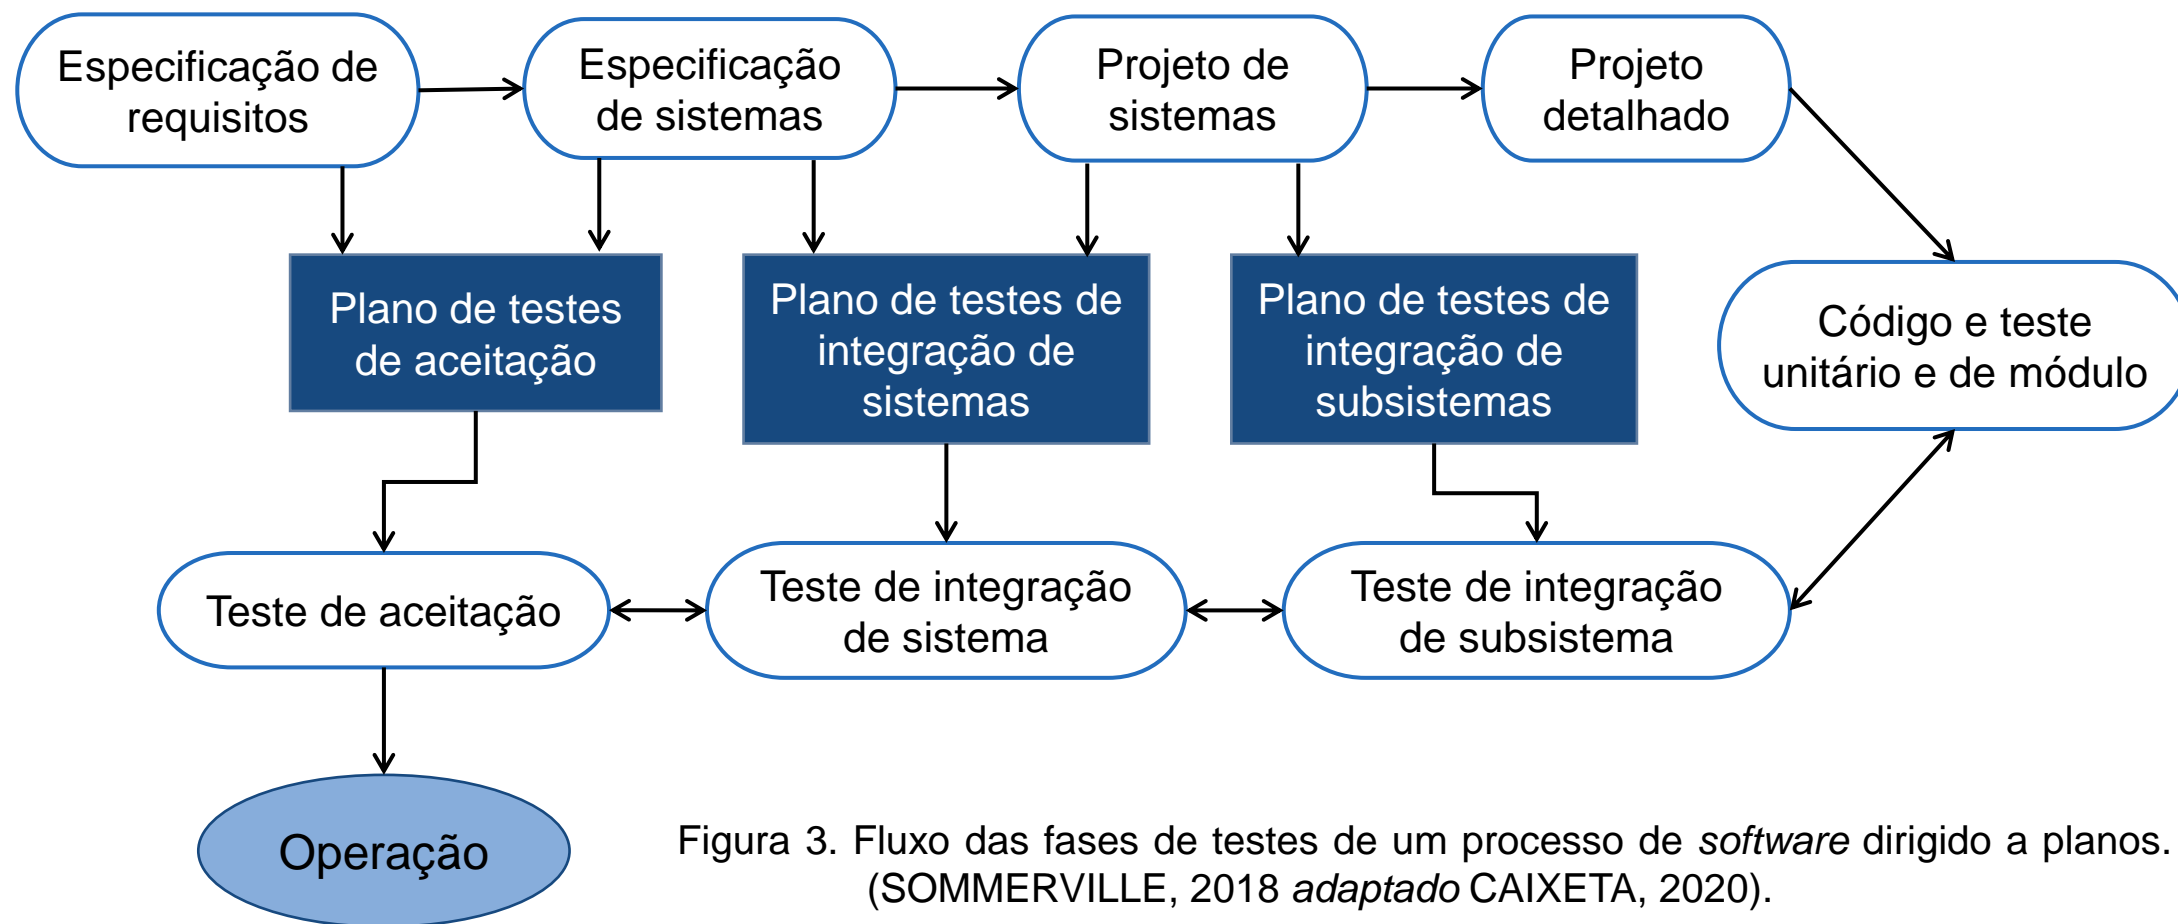 Especificação de
requisitos
Especificação
de sistemas
Projeto de
sistemas
Projeto
detalhado
Plano de testes
de aceitação
Plano de testes de
integração de
sistemas
Plano de testes de
integração de
subsistemas
Código e teste
unitário e de módulo
Teste de aceitação
Teste de integração
de sistema
Teste de integração
de subsistema
Operação
Figura 3. Fluxo das fases de testes de um processo de software dirigido a planos.
(SOMMERVILLE, 2018 adaptado CAIXETA, 2020).